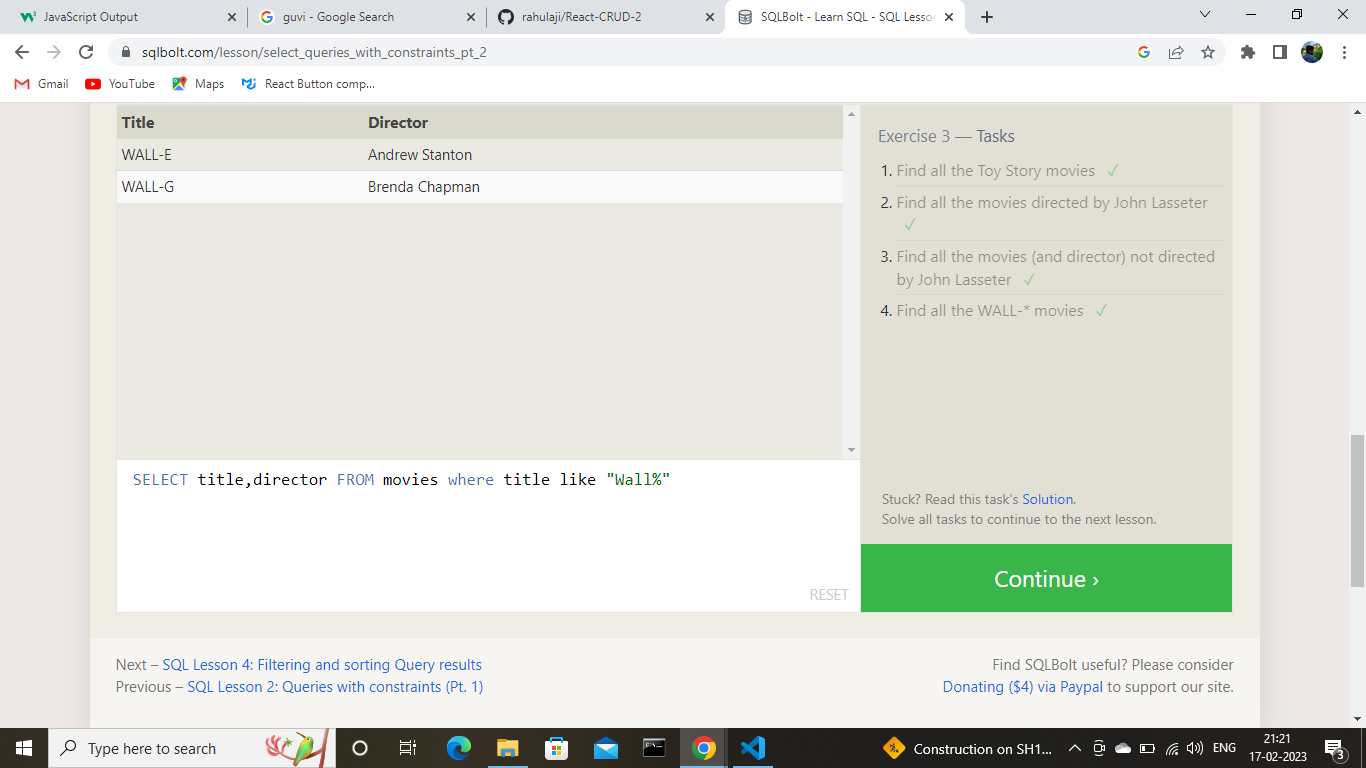 JavaScript Output
guvi - Google Search
rahulaji/React-CRUD-2
SQLBolt - Learn SQL - SQL Lesso
sqlbolt.com/lesson/select_queries_with_constraints_pt_2
Gmail
YouTube
Maps
React Button comp...
Title Director
WALL-E Andrew Stanton
WALL-G Brenda Chapman
SELECT title,director FROM movies where title like "Wall%"
RESET
Exercise 3 — Tasks
1. Find all the Toy Story movies ✓
2. Find all the movies directed by John Lasseter
✓
3. Find all the movies (and director) not directed
by John Lasseter ✓
4. Find all the WALL-* movies ✓
Stuck? Read this task's Solution.
Solve all tasks to continue to the next lesson.
Continue ›
Next – SQL Lesson 4: Filtering and sorting Query results
Previous – SQL Lesson 2: Queries with constraints (Pt. 1)
Find SQLBolt useful? Please consider
Donating ($4) via Paypal to support our site.
Type here to search
Construction on SH1...
ENG
21:21
17-02-2023
3